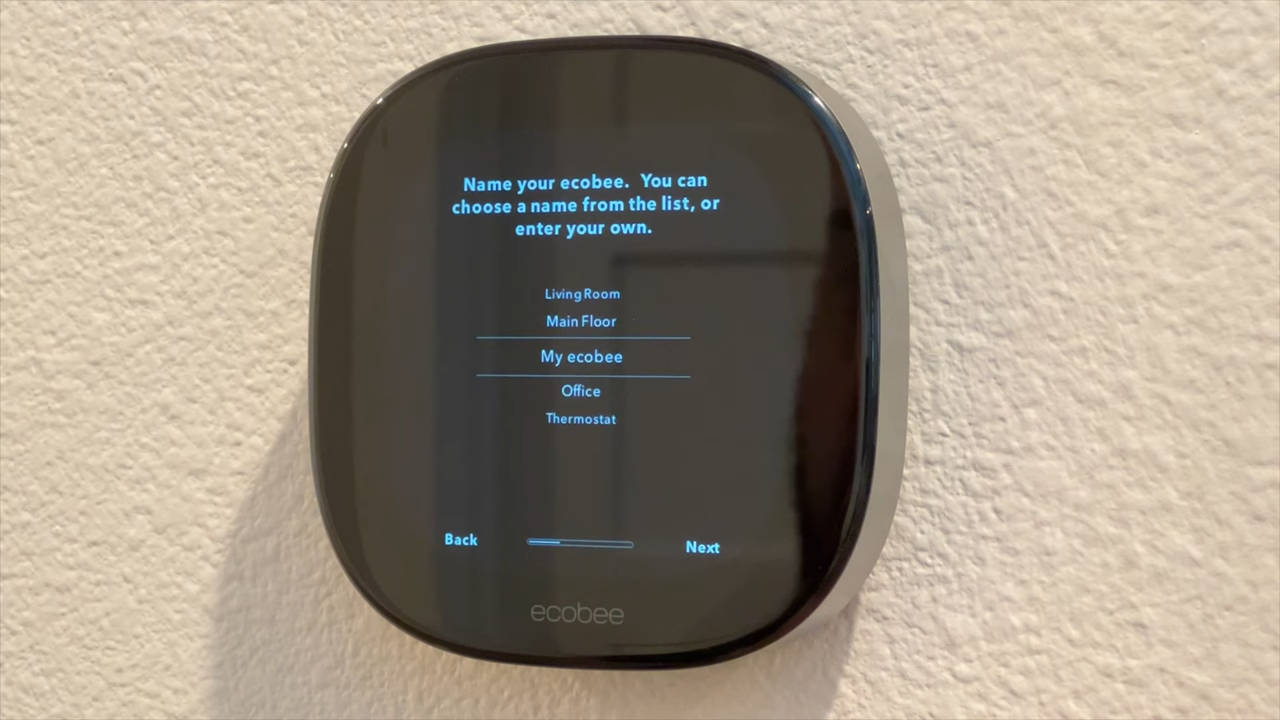 Name your ecobee. You can
choose a name from the list, or
enter your own.
Living Room
Main Floor
My ecobee
Office
Thermostat
Back
Next
ecobee